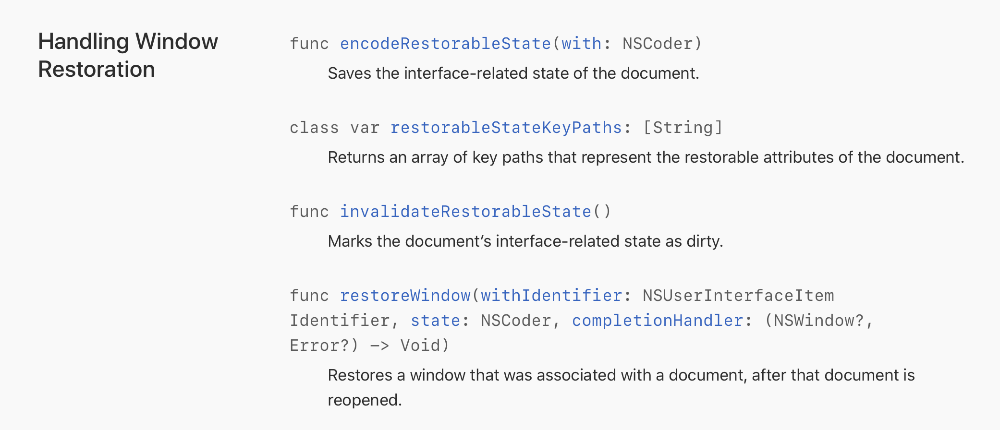 Handling Window
Restoration
func encodeRestorableState(with: NSCoder)
Saves the interface-related state of the document.
class var restorableStateKeyPaths: [String]
Returns an array of key paths that represent the restorable attributes of the document.
func invalidateRestorableState()
Marks the document’s interface-related state as dirty.
func restoreWindow(withIdentifier: NSUserInterfaceItem
Identifier, state: NSCoder, completionHandler: (NSWindow?,
Error?) -> Void)
Restores a window that was associated with a document, after that document is
reopened.